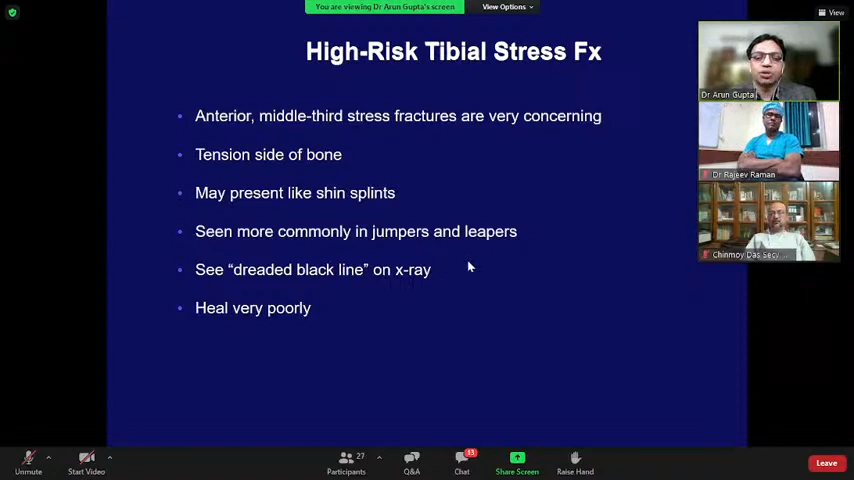 You are viewing Dr Arun Gupta's screen
View Options
View
High-Risk Tibial Stress Fx
• Anterior, middle-third stress fractures are very concerning
• Tension side of bone
• May present like shin splints
• Seen more commonly in jumpers and leapers
• See “dreaded black line” on x-ray
• Heal very poorly
Dr Arun Gupta
Dr Rajeev Raman
Chinmoy Das Secy ...
27
33
Unmute
Start Video
Participants
Q&A
Chat
Share Screen
Raise Hand
Leave